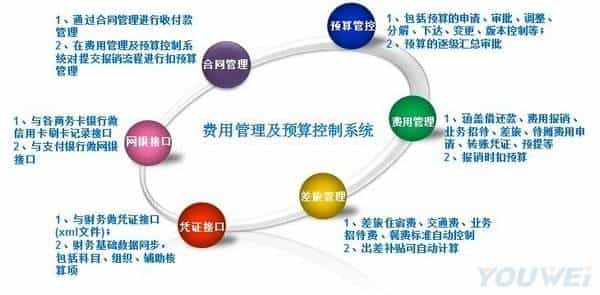 1、通过合同管理进行收付款
管理
2、在费用管理及预算控制系
统对提交报销流程进行扣预算
管理
合同管理
预算管控
1、包括预算的申请、审批、调整、
分解、下达、变更、版本控制等；
2、预算的逐级汇总审批
1、与各商务卡银行做
信用卡刷卡记录接口
2、与支付银行做网银
接口
网银接口
费用管理及预算控制系统
费用管理
1、涵盖借还款、费用报销、
业务招待、差旅、待摊费用申
请、转账凭证、预提等
2、报销时扣预算
1、与财务做凭证接口
(xml文件)；
2、财务基础数据同步，
包括科目、组织、辅助核
算项
凭证接口
差旅管理
1、差旅住宿费、交通费、业务
招待费、餐费标准自动控制
2、出差补贴可自动计算
YOUWEi